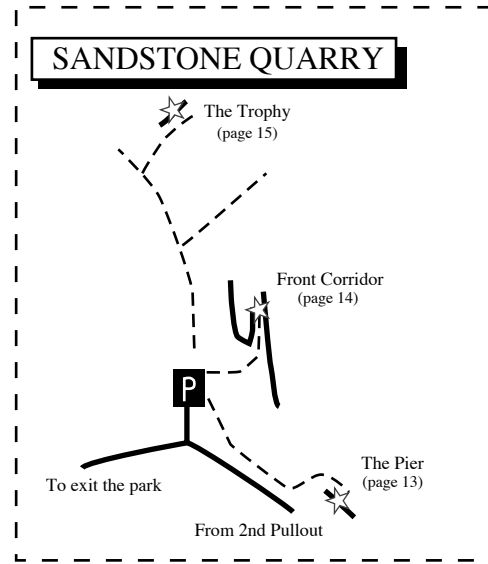 SANDSTONE QUARRY
The Trophy
(page 15)
Front Corridor
(page 14)
P
The Pier
(page 13)
To exit the park
From 2nd Pullout